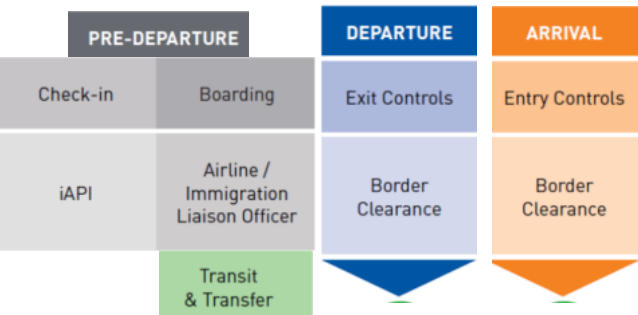 PRE-DEPARTURE
DEPARTURE
ARRIVAL
Check-in
Boarding
Exit Controls
Entry Controls
iAPI
Airline /
Immigration
Liaison Officer
Border
Clearance
Border
Clearance
Transit
& Transfer